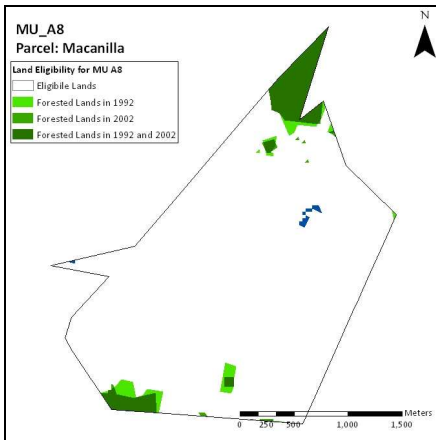 MU_A8
Parcel: Macanilla
N
Land Eligibility for MU A8
Eligibile Lands
Forested Lands in 1992
Forested Lands in 2002
Forested Lands in 1992 and 2002
Meters
0 250 500 1,000 1,500